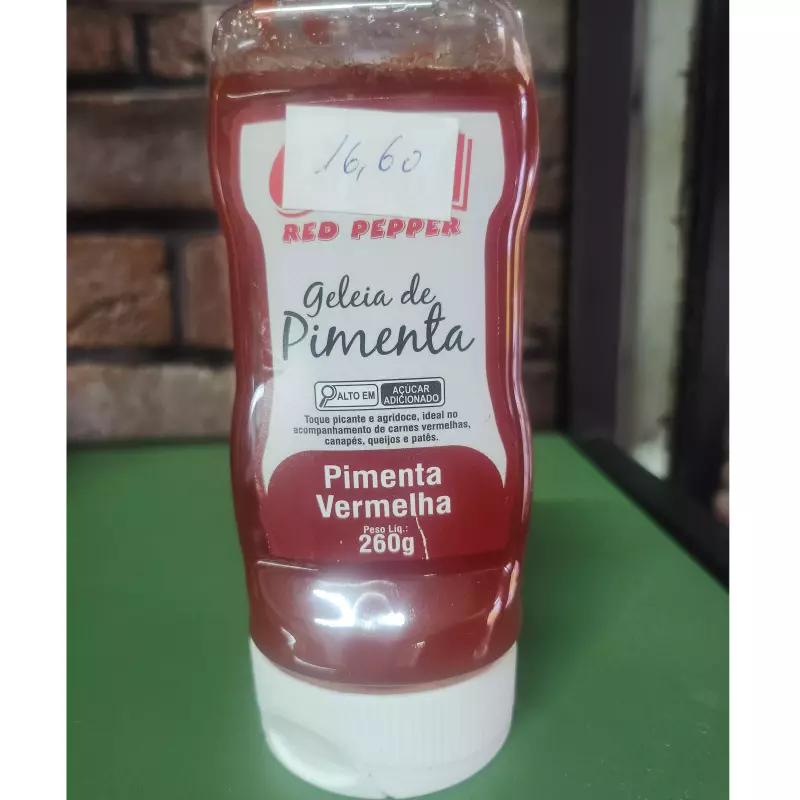 16,60
RED PEPPER
Geleia de
Pimenta
ALTO EM AÇÚCAR
ADICIONADO
Toque picante e agridoce, ideal no
acompanhamento de carnes vermelhas,
canapés, queijos e patês.
Pimenta
Vermelha
Peso Líq.:
260g